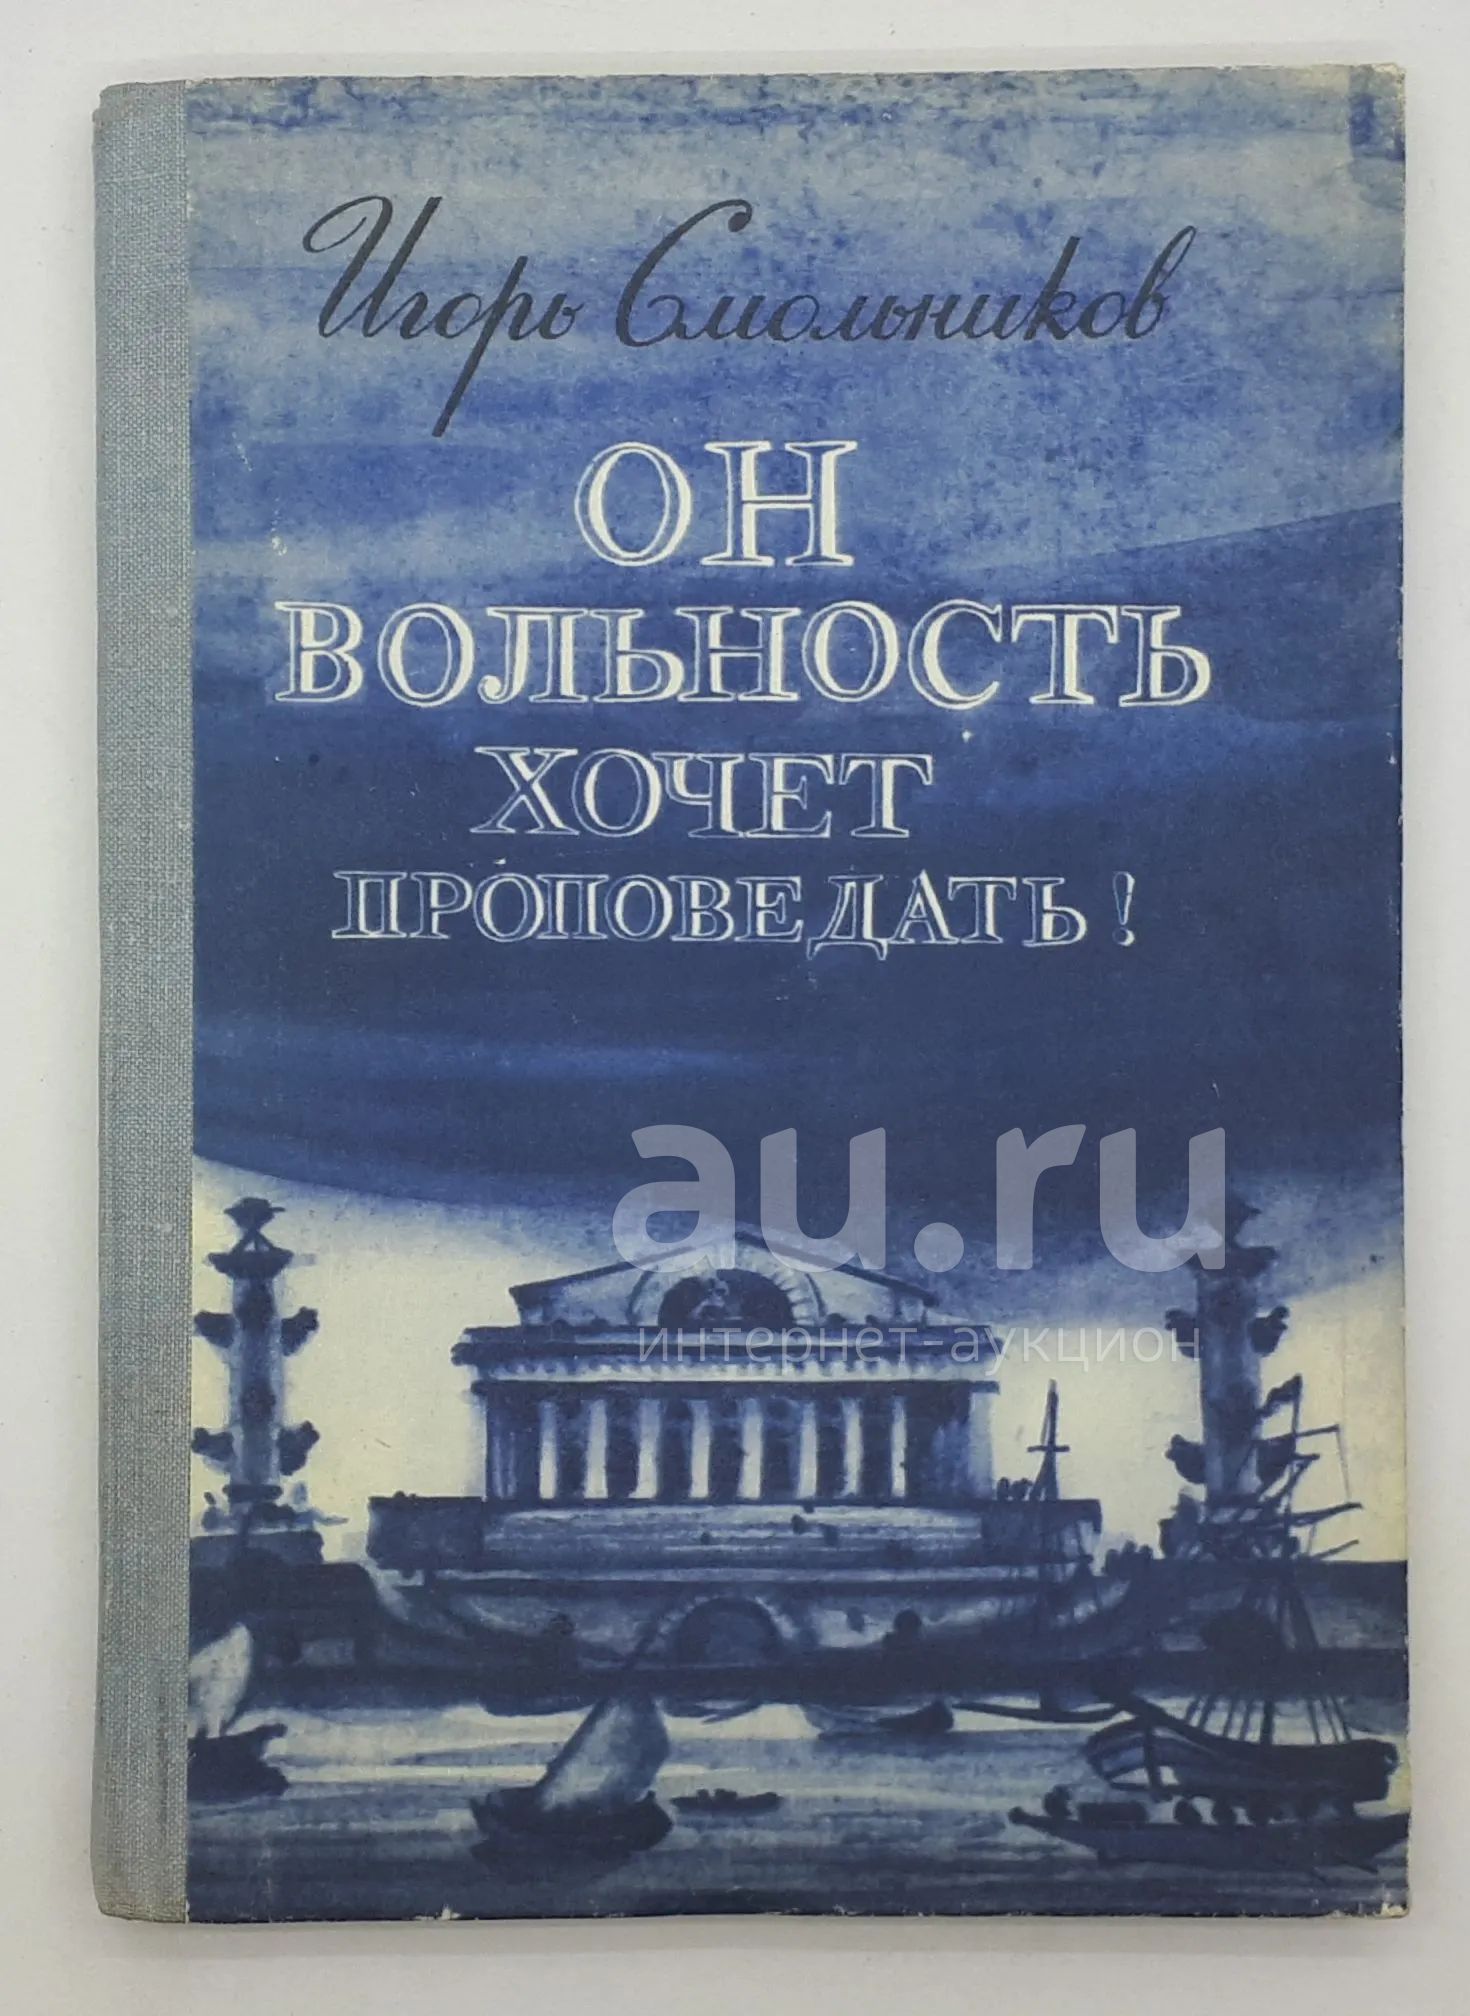 Игорь Смольников
ОН
ВОЛЬНОСТЬ
ХОЧЕТ
ПРОПОВЕДАТЬ!
au.ru
интернет-аукцион